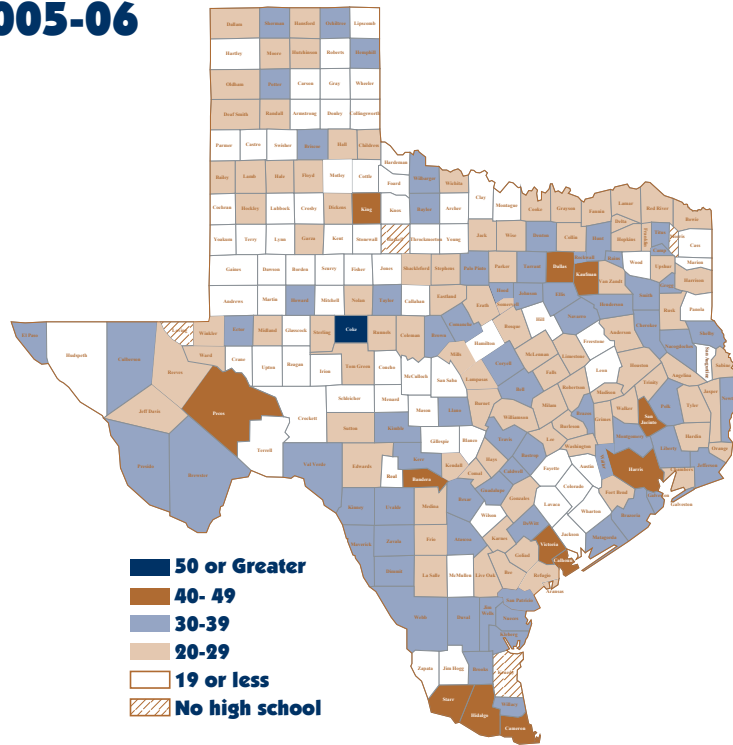 005-06
Dallam Sherman Hansford Ochiltree Lipscomb
Hartley Moore Hutchinson Roberts Hemphill
Oldham Potter Carson Gray Wheeler
Deaf Smith Randall Armstrong Donley Collingsworth
Parmer Castro Swisher Briscoe Hall Childress
Hardeman
Bailey Lamb Hale Floyd Motley Cottle Foard Wilbarger Wichita
Cochran Hockley Lubbock Crosby Dickens King Knox Baylor Archer Clay Montague Cooke Grayson Fannin Lamar Red River Bowie
Delta
Yoakum Terry Lynn Garza Kent Stonewall Haskell Throckmorton Young Jack Wise Denton Collin Hunt Hopkins Franklin Titus Morris Cass
Camp
Gaines Dawson Borden Scurry Fisher Jones Shackelford Stephens Palo Pinto Parker Tarrant Dallas Rockwall Kaufman Rains Wood Upshur Marion
Van Zandt Gregg Harrison
Andrews Martin Howard Mitchell Nolan Taylor Callahan Eastland Erath Hood Somervell Johnson Ellis Henderson Smith Rusk Panola
El Paso Hudspeth Culberson Loving Winkler Ector Midland Glasscock Sterling Coke Runnels Coleman Brown Comanche Hamilton Bosque Hill Navarro Anderson Cherokee Nacogdoches Shelby
Reeves Ward Crane Upton Reagan Irion Tom Green Concho McCulloch San Saba Mills Lampasas Coryell McLennan Limestone Freestone Leon Houston Angelina San Augustine Sabine
Falls Trinity
Jeff Davis Pecos Crockett Schleicher Menard Mason Llano Burnet Bell Milam Robertson Madison Walker Polk Tyler Jasper Newton
Terrell Sutton Kimble Gillespie Blanco Travis Williamson Lee Burleson Brazos Grimes San Jacinto Hardin
Washington Montgomery Liberty Orange
Presidio Brewster Val Verde Edwards Real Kerr Kendall Hays Bastrop Fayette Austin Waller Harris Jefferson
Bandera Comal Caldwell Chambers
Kinney Uvalde Medina Bexar Guadalupe Gonzales Colorado Fort Bend Galveston
Lavaca Wharton Brazoria
Maverick Zavala Frio Atascosa Wilson Karnes DeWitt Jackson Matagorda
Victoria
Goliad Calhoun
Dimmit La Salle McMullen Live Oak Bee Refugio
Aransas
Webb Duval Jim Wells San Patricio
Nueces
Kleberg
Zapata Jim Hogg Brooks Kenedy
Starr Hidalgo Willacy
Cameron
50 or Greater
40- 49
30-39
20-29
19 or less
No high school